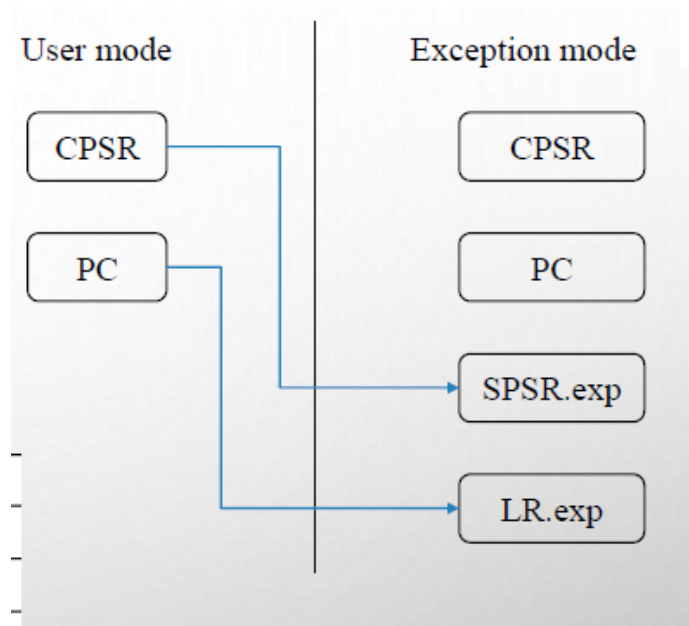 User mode
Exception mode
CPSR
CPSR
PC
PC
SPSR.exp
LR.exp